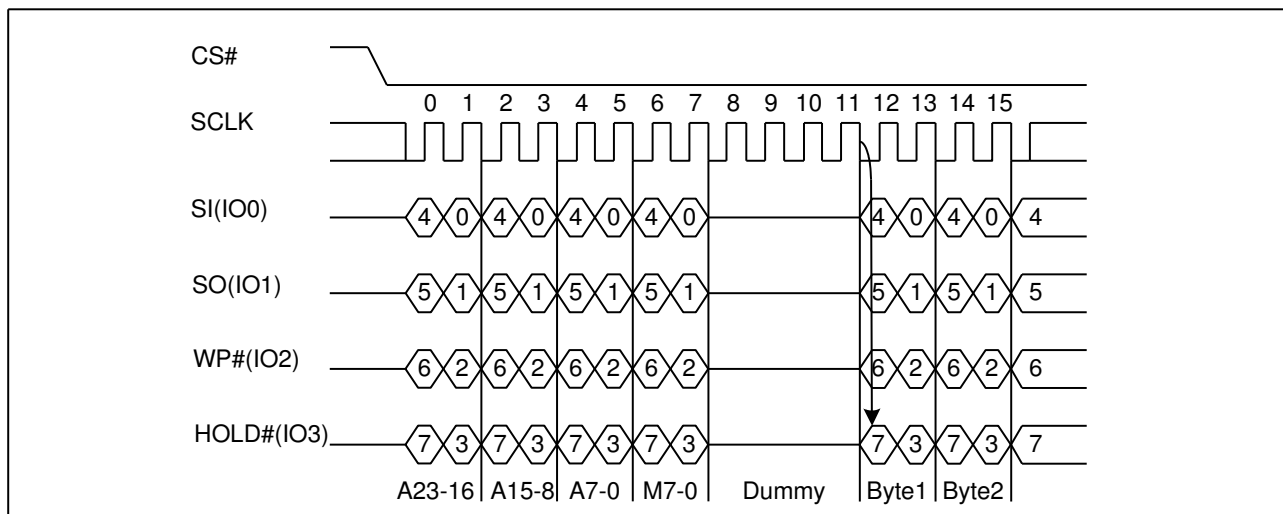 CS#
0 1 2 3 4 5 6 7 8 9 10 11 12 13 14 15
SCLK
SI(IO0) 4 0 4 0 4 0 4 0 4 0 4 0 4
SO(IO1) 5 1 5 1 5 1 5 1 5 1 5 1 5
WP#(IO2) 6 2 6 2 6 2 6 2 6 2 6 2 6
HOLD#(IO3) 7 3 7 3 7 3 7 3 7 3 7 3 7
A23-16 A15-8 A7-0 M7-0 Dummy Byte1 Byte2